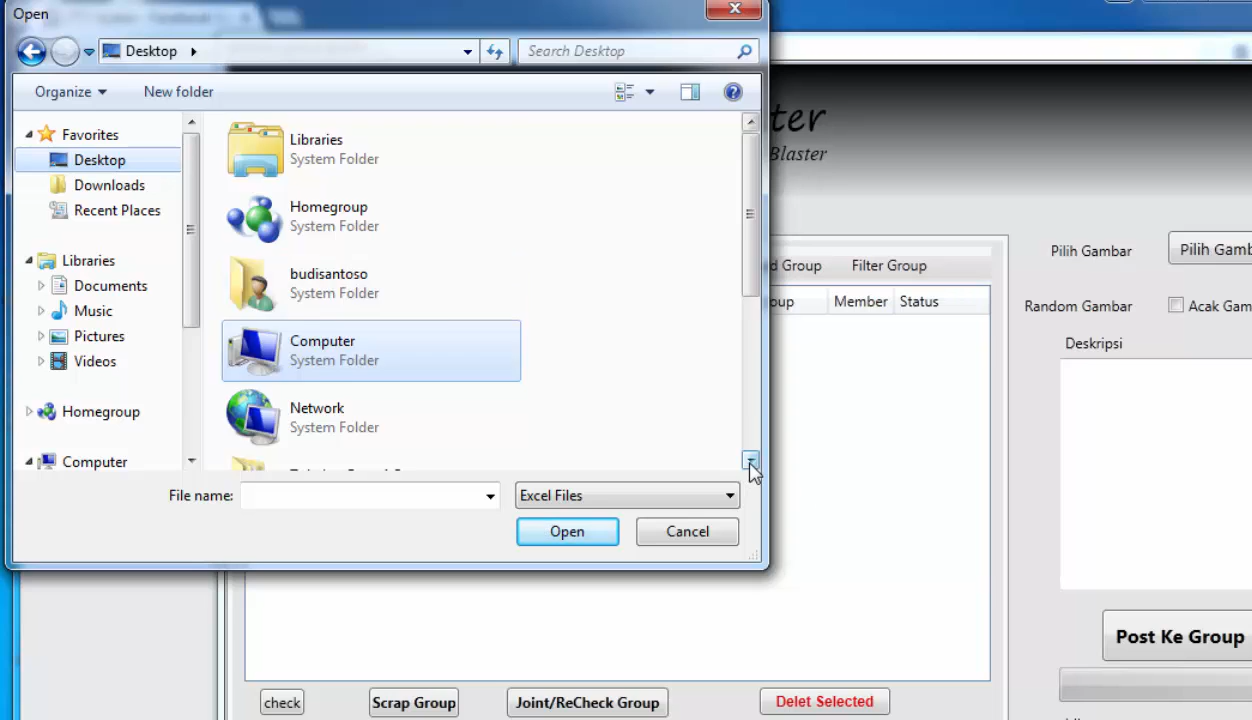 Open
Desktop
Search Desktop
ter
Blaster
Organize
New folder
Favorites
Desktop
Downloads
Recent Places
Libraries
Documents
Music
Pictures
Videos
Homegroup
Computer
Libraries
System Folder
Homegroup
System Folder
budisantoso
System Folder
Computer
System Folder
Network
System Folder
File name:
Excel Files
Open
Cancel
d Group
Filter Group
oup
Member
Status
Pilih Gambar
Pilih Gamb
Random Gambar
Acak Gam
Deskripsi
Post Ke Group
check
Scrap Group
Joint/ReCheck Group
Delet Selected